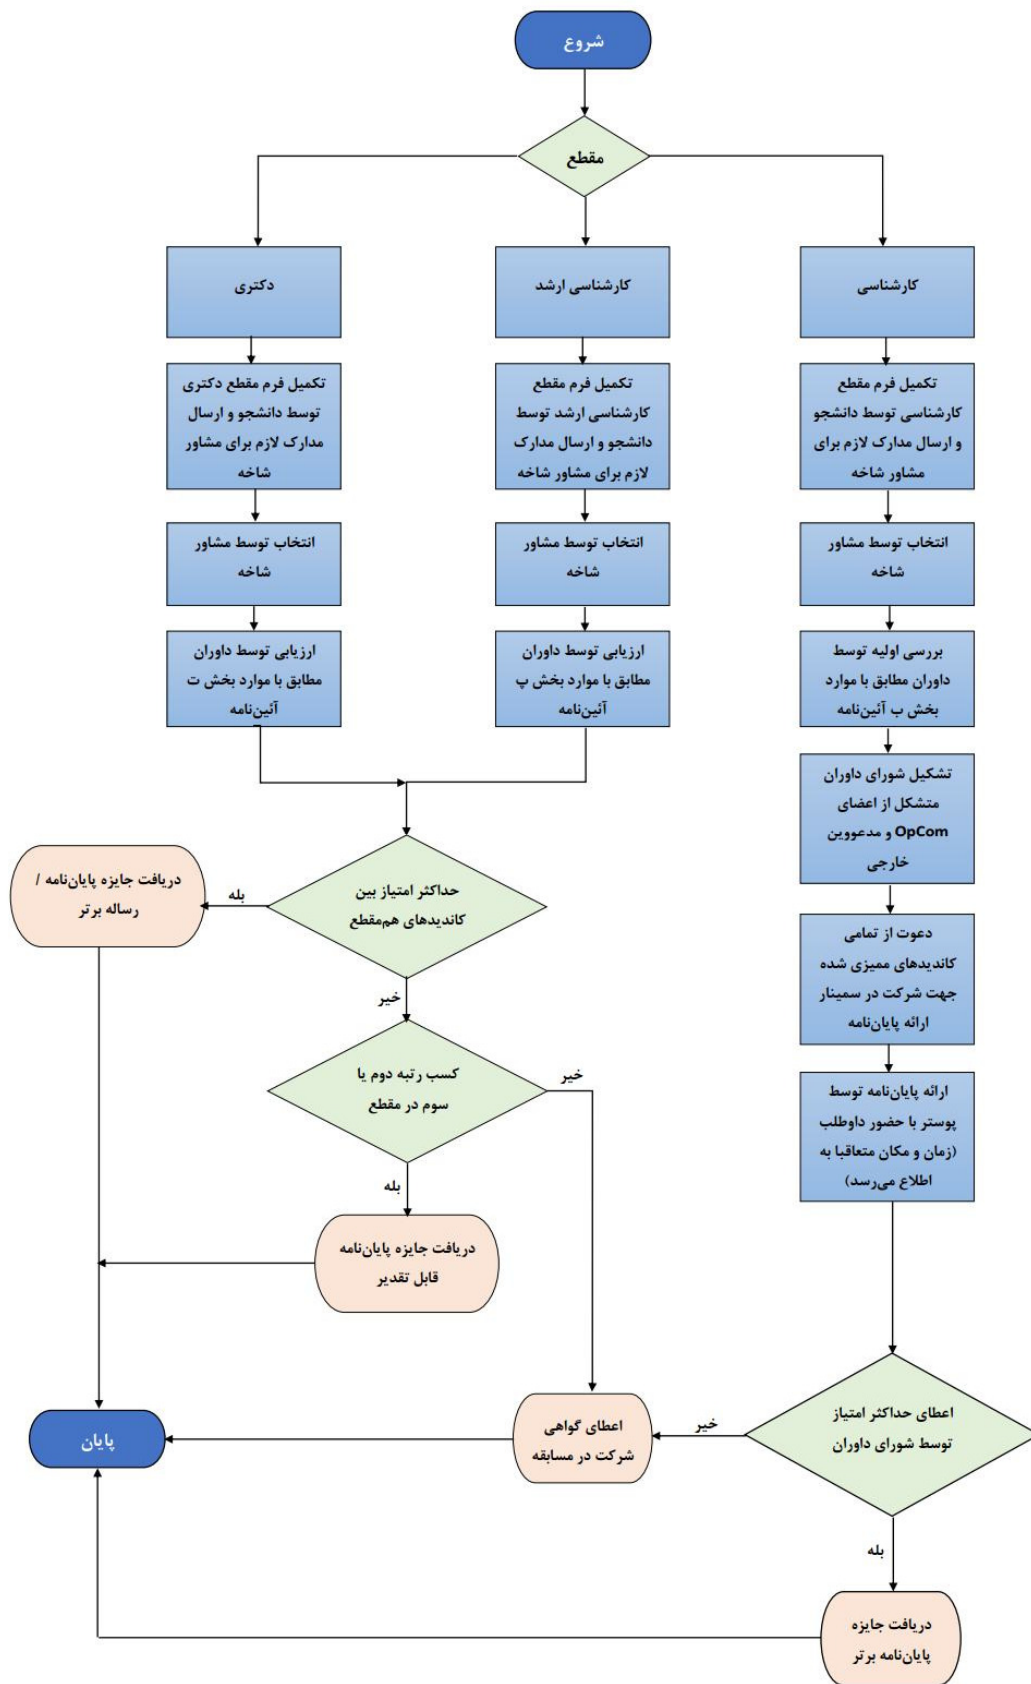 شروع
مقطع
کارشناسی
کارشناسی ارشد
دکتری
تکمیل فرم مقطع
کارشناسی توسط دانشجو
و ارسال مدارک لازم برای
مشاور شاخه
تکمیل فرم مقطع
کارشناسی ارشد توسط
دانشجو و ارسال مدارک
لازم برای مشاور شاخه
تکمیل فرم مقطع دکتری
توسط دانشجو و ارسال
مدارک لازم برای مشاور
شاخه
انتخاب توسط مشاور
شاخه
انتخاب توسط مشاور
شاخه
انتخاب توسط مشاور
شاخه
بررسی اولیه توسط
داوران مطابق با موارد
بخش ب آئین‌نامه
ارزیابی توسط داوران
مطابق با موارد بخش پ
آئین‌نامه
ارزیابی توسط داوران
مطابق با موارد بخش ت
آئین‌نامه
تشکیل شورای داوران
متشکل از اعضای
OpCom و مدعووین
خارجی
حداکثر امتیاز بین
کاندیدهای هم‌مقطع
بله
دریافت جایزه پایان‌نامه /
رساله برتر
دعوت از تمامی
کاندیدهای ممیزی شده
جهت شرکت در سمینار
ارائه پایان‌نامه
خیر
کسب رتبه دوم یا
سوم در مقطع
خیر
ارائه پایان‌نامه توسط
پوستر با حضور داوطلب
(زمان و مکان متعاقبا به
اطلاع می‌رسد)
بله
دریافت جایزه پایان‌نامه
قابل تقدیر
اعطای حداکثر امتیاز
توسط شورای داوران
خیر
اعطای گواهی
شرکت در مسابقه
پایان
بله
دریافت جایزه
پایان‌نامه برتر